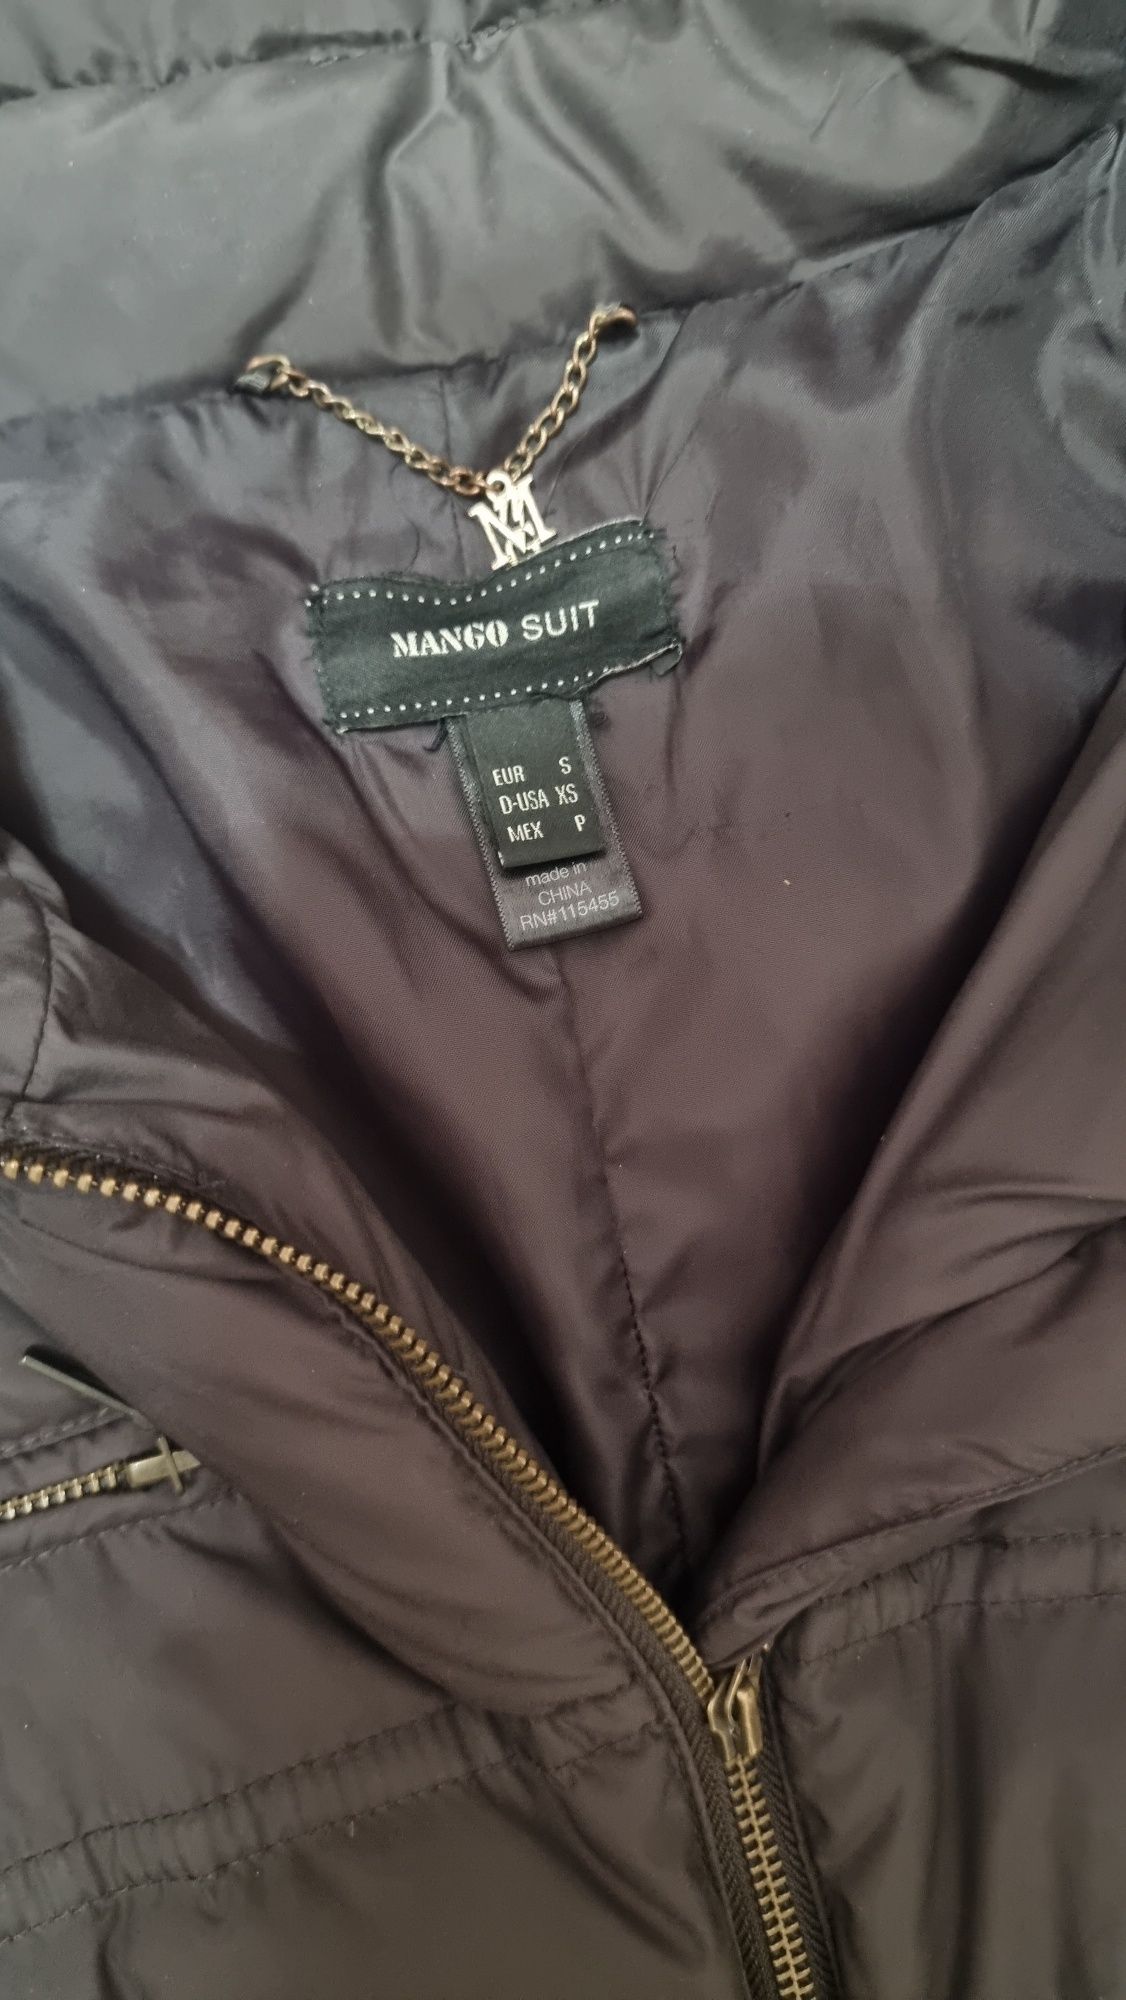 MANGO SUIT
EUR S
D-USA XS
MEX P
made in
CHINA
RN#115455